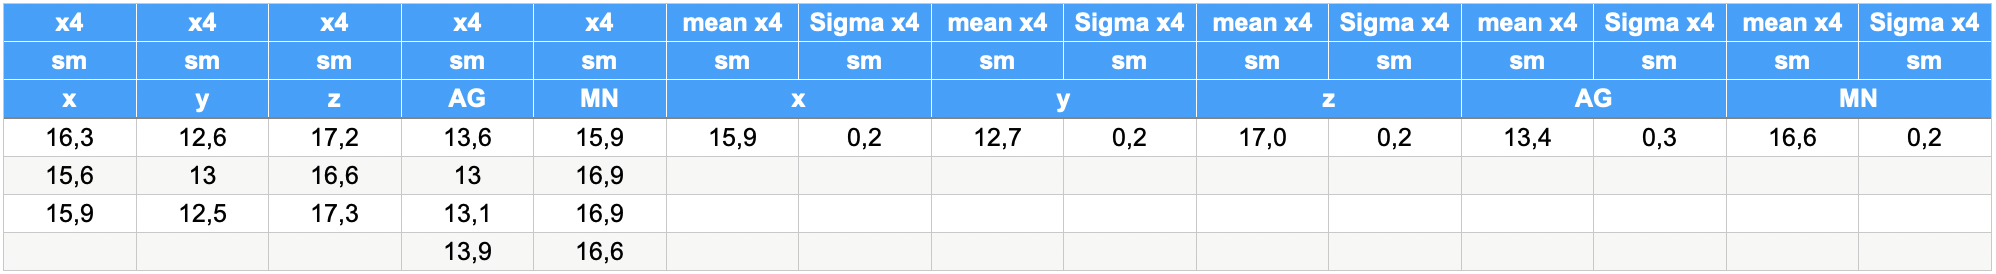 x4 x4 x4 x4 x4 mean x4 Sigma x4 mean x4 Sigma x4 mean x4 Sigma x4 mean x4 Sigma x4 mean x4 Sigma x4
sm sm sm sm sm sm sm sm sm sm sm sm sm sm sm
x y z AG MN x y z AG MN
16,3 12,6 17,2 13,6 15,9 15,9 0,2 12,7 0,2 17,0 0,2 13,4 0,3 16,6 0,2
15,6 13 16,6 13 16,9
15,9 12,5 17,3 13,1 16,9
13,9 16,6